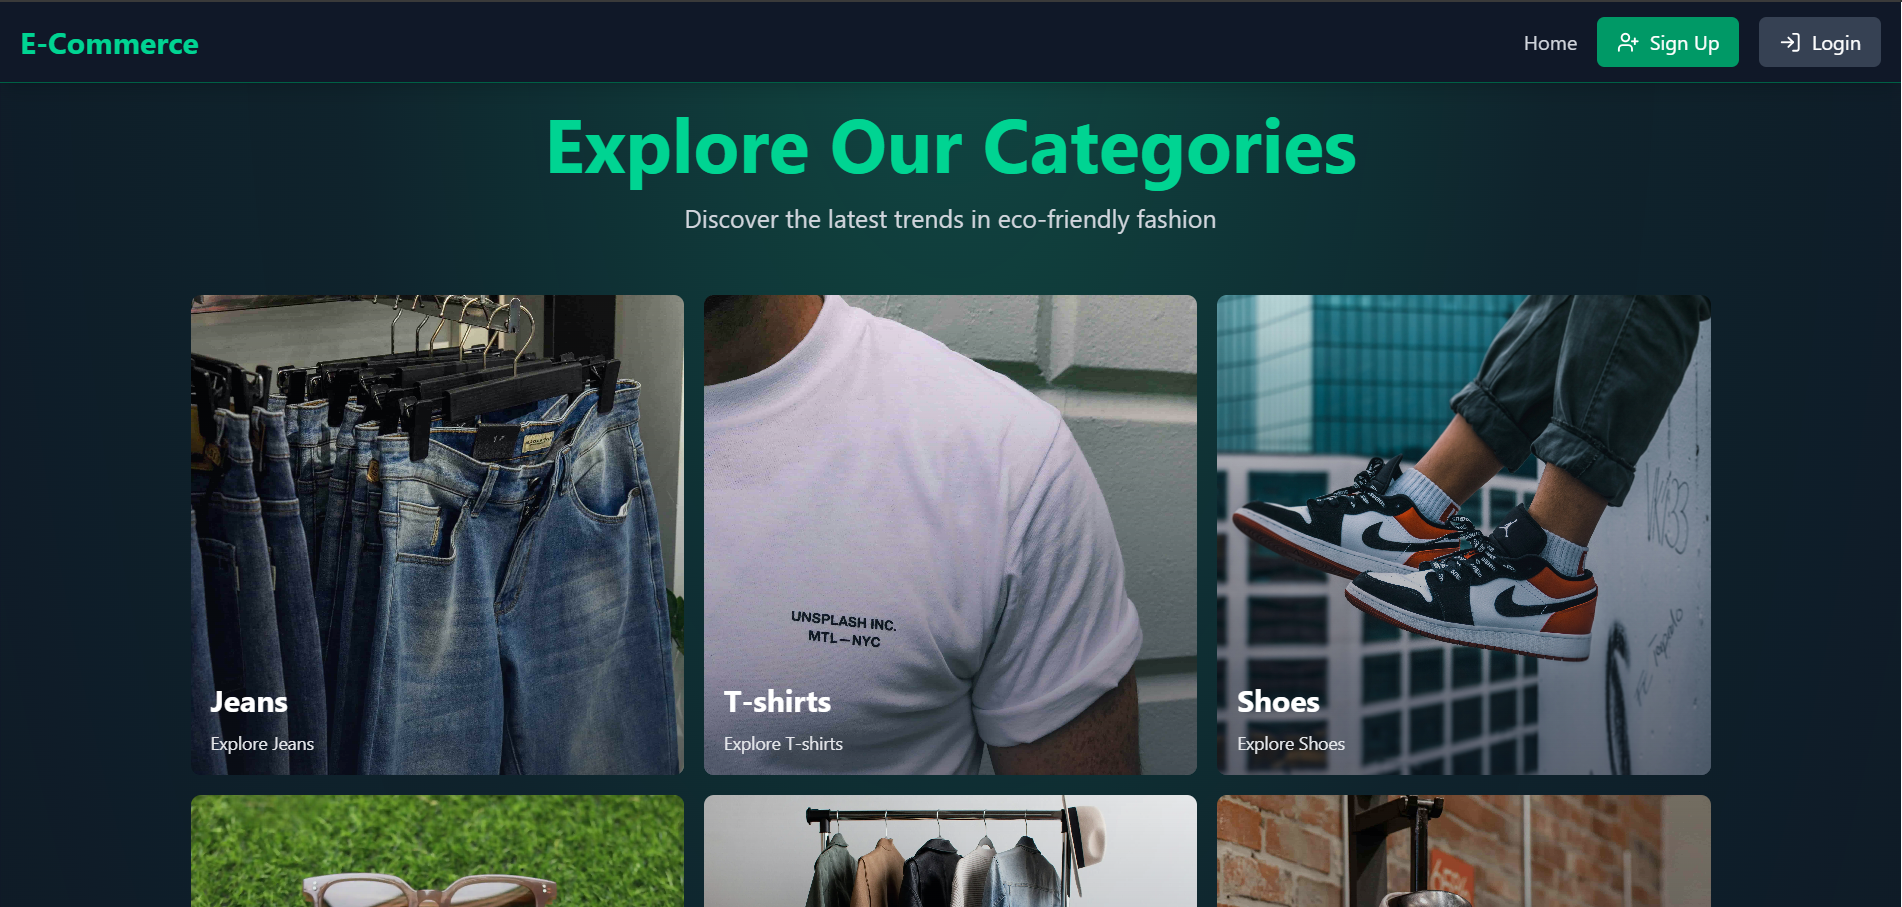 E-Commerce
Home
Sign Up
Login
Explore Our Categories
Discover the latest trends in eco-friendly fashion
UNSPLASH INC.
MTL—NYC
Jeans
Explore Jeans
T-shirts
Explore T-shirts
Shoes
Explore Shoes